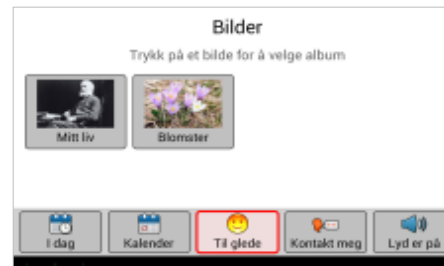 Bilder
Trykk på et bilde for å velge album
Mitt liv
Blomster
I dag
Kalender
Til glede
Kontakt meg
Lyd er på